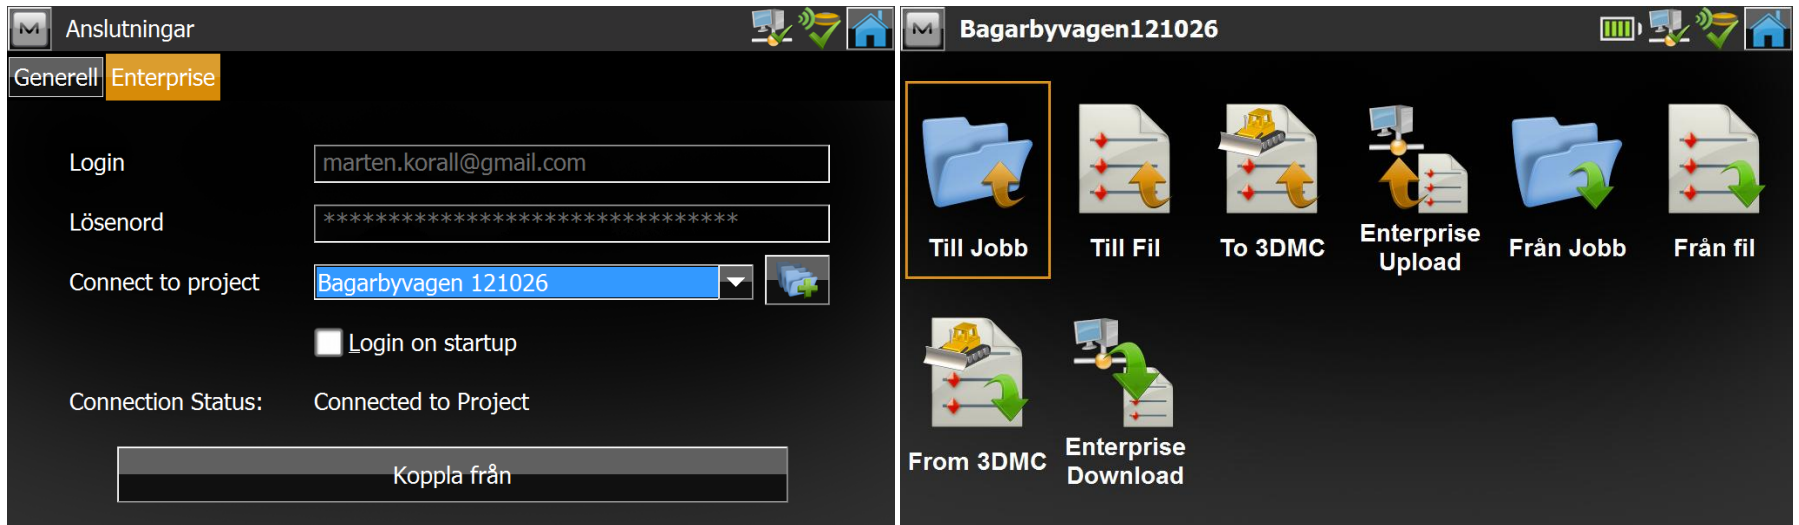 Anslutningar
Generell Enterprise
Login marten.korall@gmail.com
Lösenord ********************************
Connect to project Bagarbyvagen 121026
Login on startup
Connection Status: Connected to Project
Koppla från
Bagarbyvagen121026
Till Jobb
Till Fil
To 3DMC
Enterprise
Upload
Från Jobb
Från fil
From 3DMC
Enterprise
Download